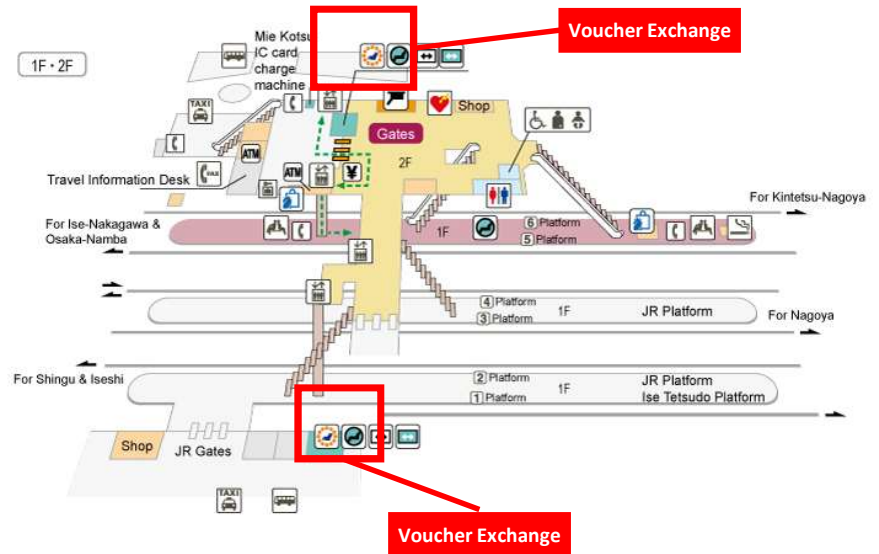 Voucher Exchange
1F・2F
Mie Kotsu
IC card
charge
machine
TAXI
Shop
Gates
2F
ATM
ATM
¥
Travel Information Desk
FAX
For Kintetsu-Nagoya
For Ise-Nakagawa &
Osaka-Namba
1F
6 Platform
5 Platform
4 Platform
3 Platform
1F
JR Platform
For Nagoya
For Shingu & Iseshi
2 Platform
1 Platform
1F
JR Platform
Ise Tetsudo Platform
Shop
JR Gates
TAXI
Voucher Exchange